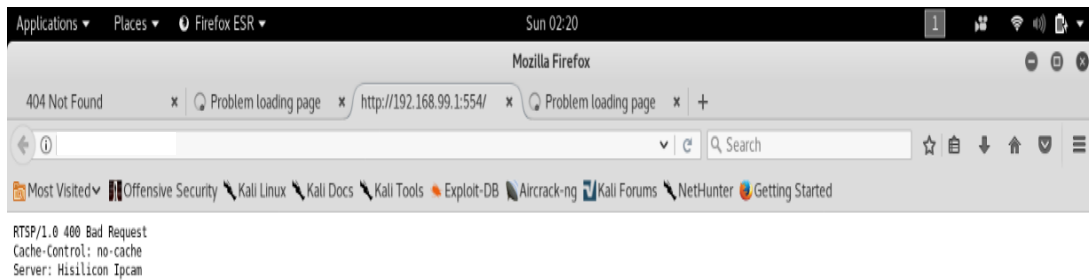 Applications Places Firefox ESR Sun 02:20 1
Mozilla Firefox
404 Not Found Problem loading page http://192.168.99.1:554/ Problem loading page
Search
Most Visited Offensive Security Kali Linux Kali Docs Kali Tools Exploit-DB Aircrack-ng Kali Forums NetHunter Getting Started
RTSP/1.0 400 Bad Request
Cache-Control: no-cache
Server: Hisilicon Ipcam